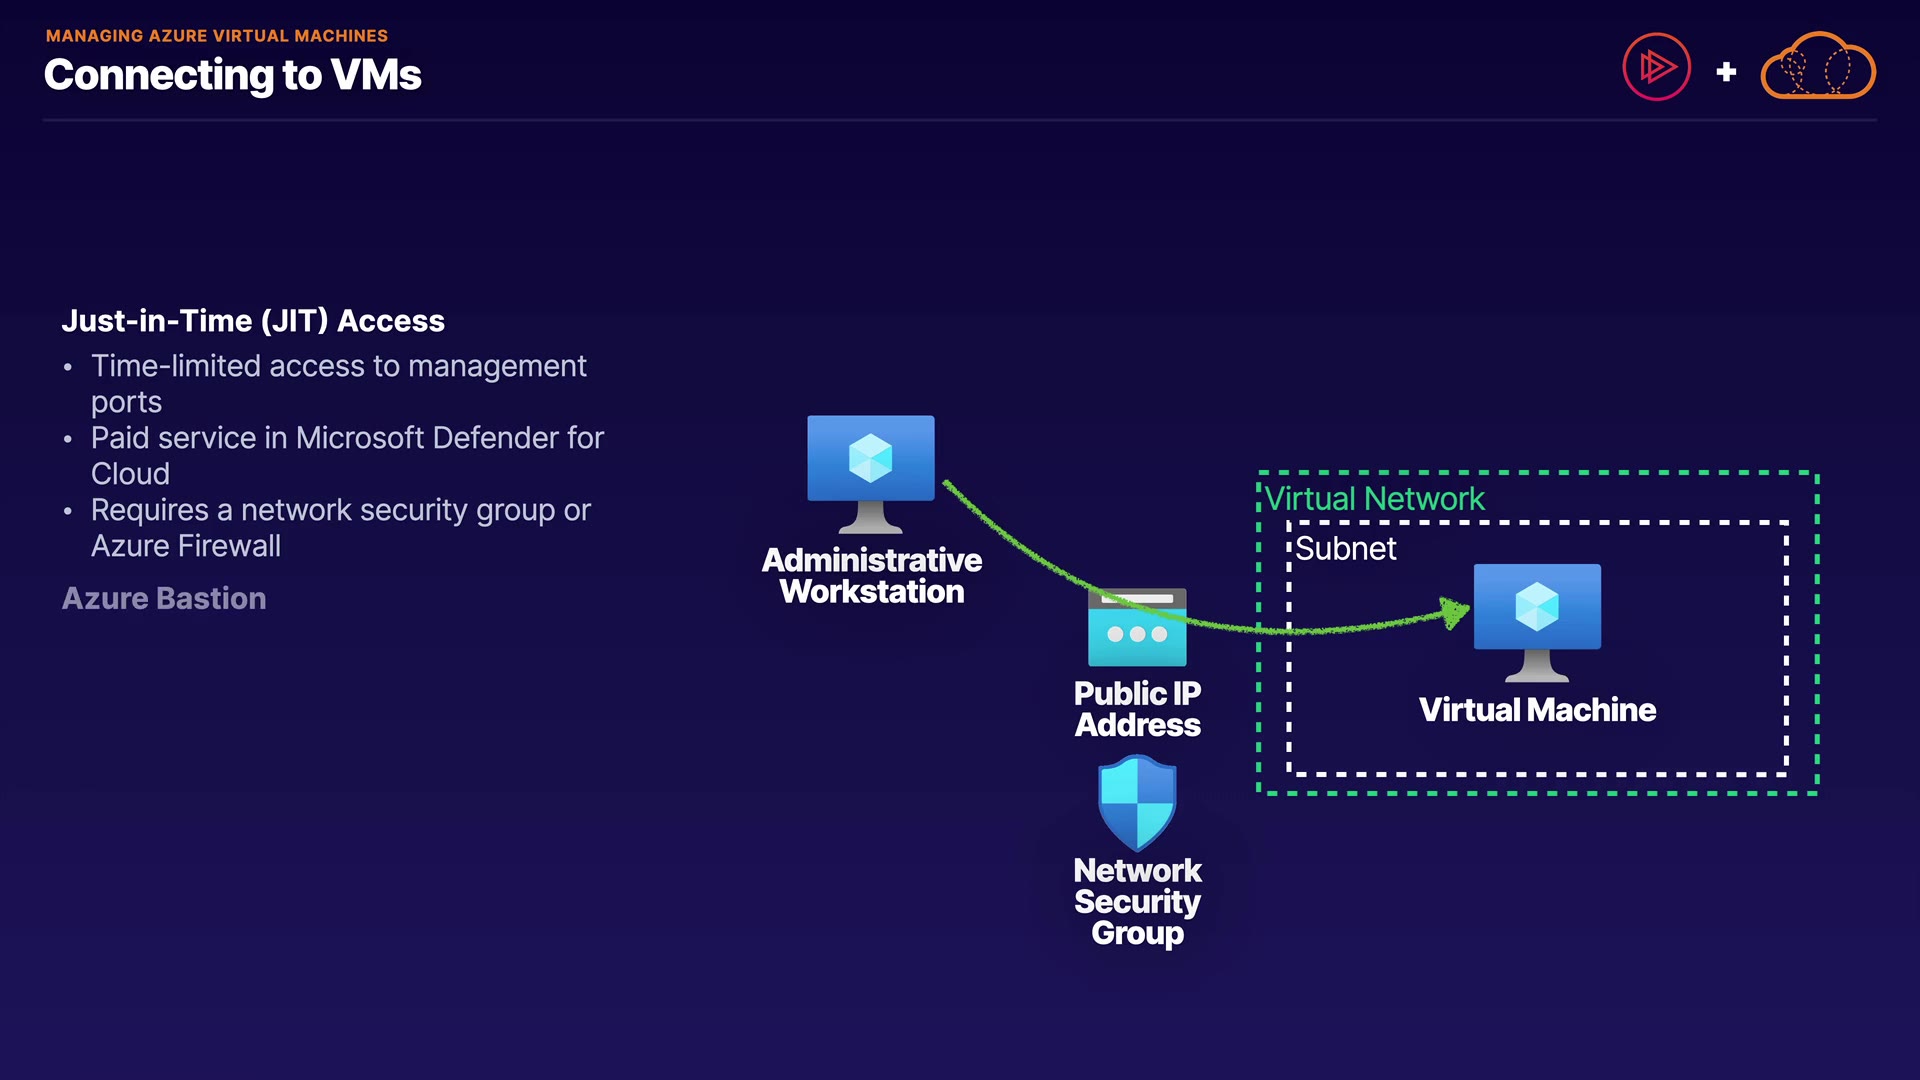 MANAGING AZURE VIRTUAL MACHINES
Connecting to VMs
Just-in-Time (JIT) Access
• Time-limited access to management
ports
• Paid service in Microsoft Defender for
Cloud
• Requires a network security group or
Azure Firewall
Azure Bastion
Administrative
Workstation
Public IP
Address
Network
Security
Group
Virtual Network
Subnet
Virtual Machine